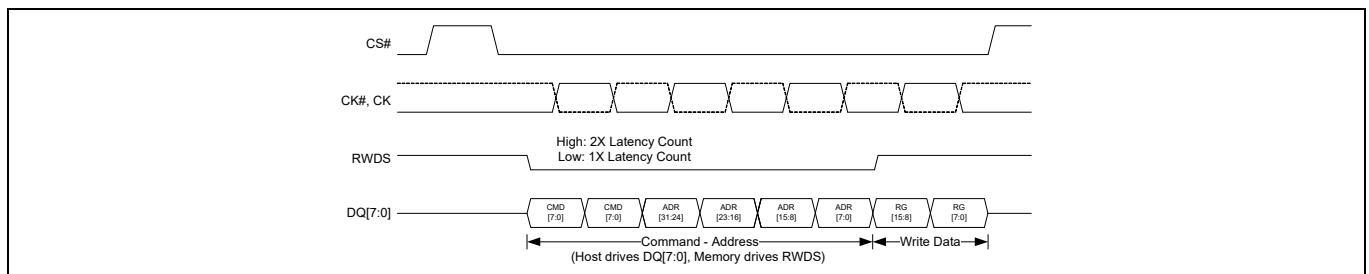 CS#
CK#, CK
High: 2X Latency Count
Low: 1X Latency Count
RWDS
DQ[7:0]
CMD [7:0]
CMD [7:0]
ADR [31:24]
ADR [23:16]
ADR [15:8]
ADR [7:0]
RG [15:8]
RG [7:0]
Command - Address
Write Data
(Host drives DQ[7:0], Memory drives RWDS)